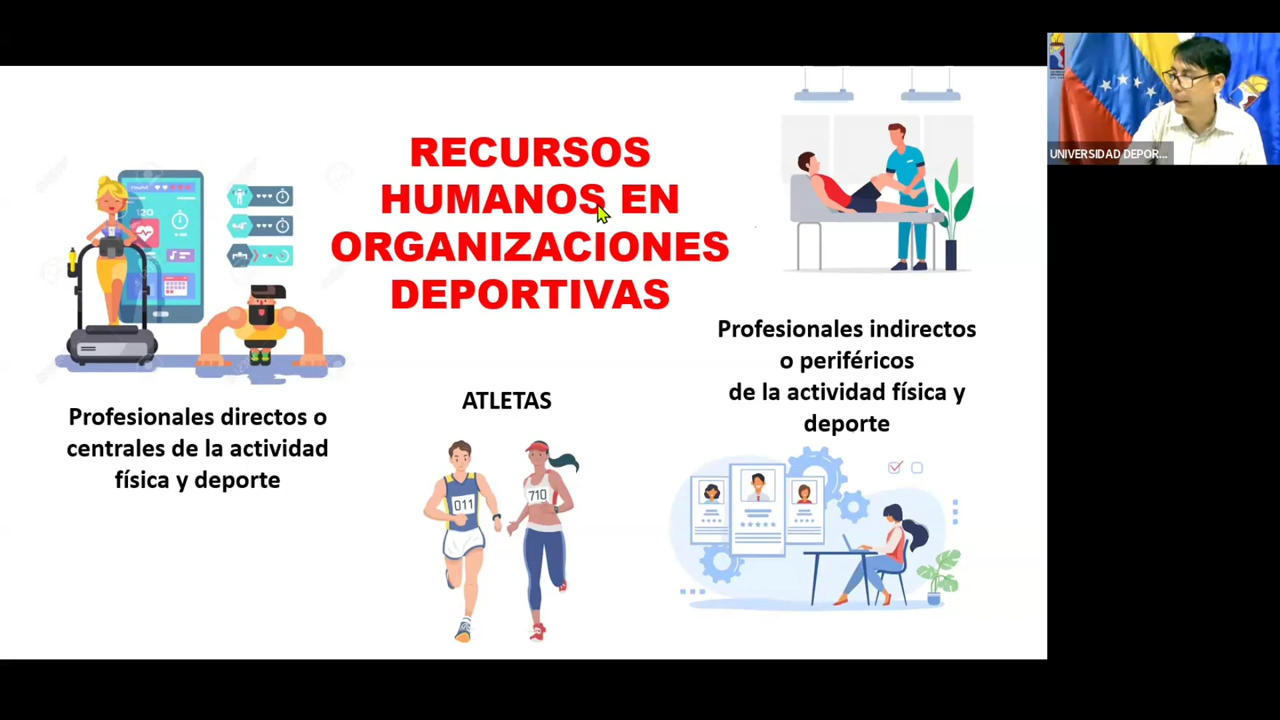 RECURSOS
HUMANOS EN
ORGANIZACIONES
DEPORTIVAS
Profesionales directos o
centrales de la actividad
física y deporte
ATLETAS
011
710
Profesionales indirectos
o periféricos
de la actividad física y
deporte
120
UNIVERSIDAD DEPOR...